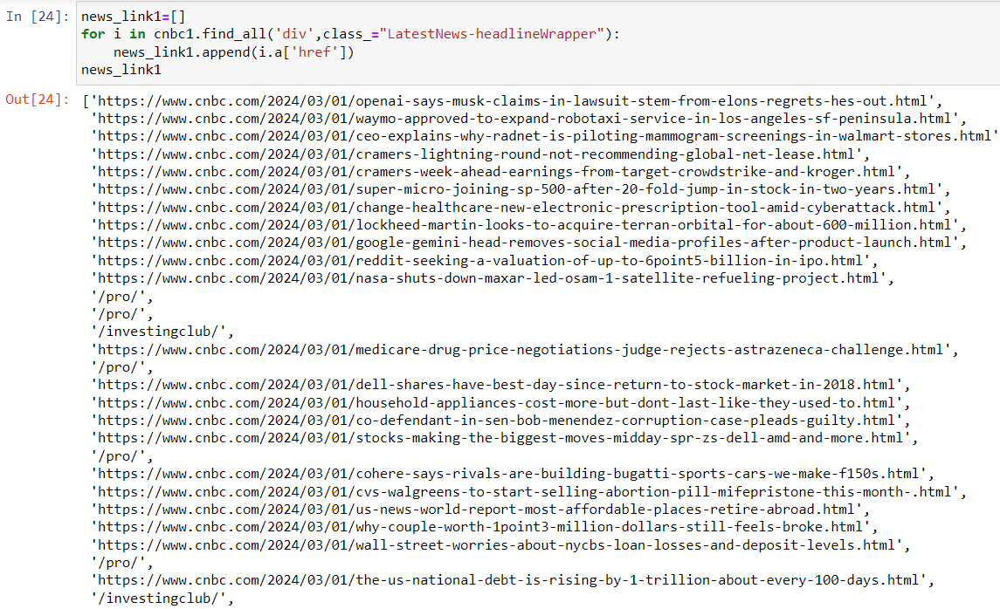 In [24]: news_link1=[]
for i in cnbc1.find_all('div',class_="LatestNews-headlineWrapper"):
    news_link1.append(i.a['href'])
news_link1
Out[24]: ['https://www.cnbc.com/2024/03/01/openai-says-musk-claims-in-lawsuit-stem-from-elons-regrets-hes-out.html',
'https://www.cnbc.com/2024/03/01/waymo-approved-to-expand-robotaxi-service-in-los-angeles-sf-peninsula.html',
'https://www.cnbc.com/2024/03/01/ceo-explains-why-radnet-is-piloting-mammogram-screenings-in-walmart-stores.html'
'https://www.cnbc.com/2024/03/01/cramers-lightning-round-not-recommending-global-net-lease.html',
'https://www.cnbc.com/2024/03/01/cramers-week-ahead-earnings-from-target-crowdstrike-and-kroger.html',
'https://www.cnbc.com/2024/03/01/super-micro-joining-sp-500-after-20-fold-jump-in-stock-in-two-years.html',
'https://www.cnbc.com/2024/03/01/change-healthcare-new-electronic-prescription-tool-amid-cyberattack.html',
'https://www.cnbc.com/2024/03/01/lockheed-martin-looks-to-acquire-terran-orbital-for-about-600-million.html',
'https://www.cnbc.com/2024/03/01/google-gemini-head-removes-social-media-profiles-after-product-launch.html',
'https://www.cnbc.com/2024/03/01/reddit-seeking-a-valuation-of-up-to-6point5-billion-in-ipo.html',
'https://www.cnbc.com/2024/03/01/nasa-shuts-down-maxar-led-osam-1-satellite-refueling-project.html',
'/pro/',
'/pro/',
'/investingclub/',
'https://www.cnbc.com/2024/03/01/medicare-drug-price-negotiations-judge-rejects-astrazeneca-challenge.html',
'/pro/',
'https://www.cnbc.com/2024/03/01/dell-shares-have-best-day-since-return-to-stock-market-in-2018.html',
'https://www.cnbc.com/2024/03/01/household-appliances-cost-more-but-dont-last-like-they-used-to.html',
'https://www.cnbc.com/2024/03/01/co-defendant-in-sen-bob-menendez-corruption-case-pleads-guilty.html',
'https://www.cnbc.com/2024/03/01/stocks-making-the-biggest-moves-midday-spr-zs-dell-amd-and-more.html',
'/pro/',
'https://www.cnbc.com/2024/03/01/cohere-says-rivals-are-building-bugatti-sports-cars-we-make-f150s.html',
'https://www.cnbc.com/2024/03/01/cvs-walgreens-to-start-selling-abortion-pill-mifepristone-this-month-.html',
'https://www.cnbc.com/2024/03/01/us-news-world-report-most-affordable-places-retire-abroad.html',
'https://www.cnbc.com/2024/03/01/why-couple-worth-1point3-million-dollars-still-feels-broke.html',
'https://www.cnbc.com/2024/03/01/wall-street-worries-about-nycbs-loan-losses-and-deposit-levels.html',
'/pro/',
'https://www.cnbc.com/2024/03/01/the-us-national-debt-is-rising-by-1-trillion-about-every-100-days.html',
'/investingclub/',